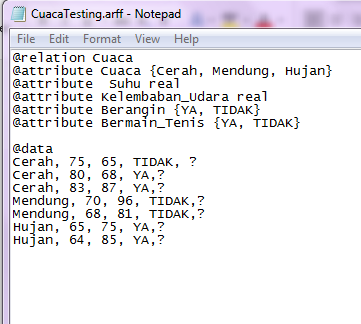 CuacaTesting.arff - Notepad
File Edit Format View Help
@relation Cuaca
@attribute Cuaca {Cerah, Mendung, Hujan}
@attribute  Suhu real
@attribute Kelembaban_Udara real
@attribute Berangin {YA, TIDAK}
@attribute Bermain_Tenis {YA, TIDAK}
@data
Cerah, 75, 65, TIDAK, ?
Cerah, 80, 68, YA,?
Cerah, 83, 87, YA,?
Mendung, 70, 96, TIDAK,?
Mendung, 68, 81, TIDAK,?
Hujan, 65, 75, YA,?
Hujan, 64, 85, YA,?